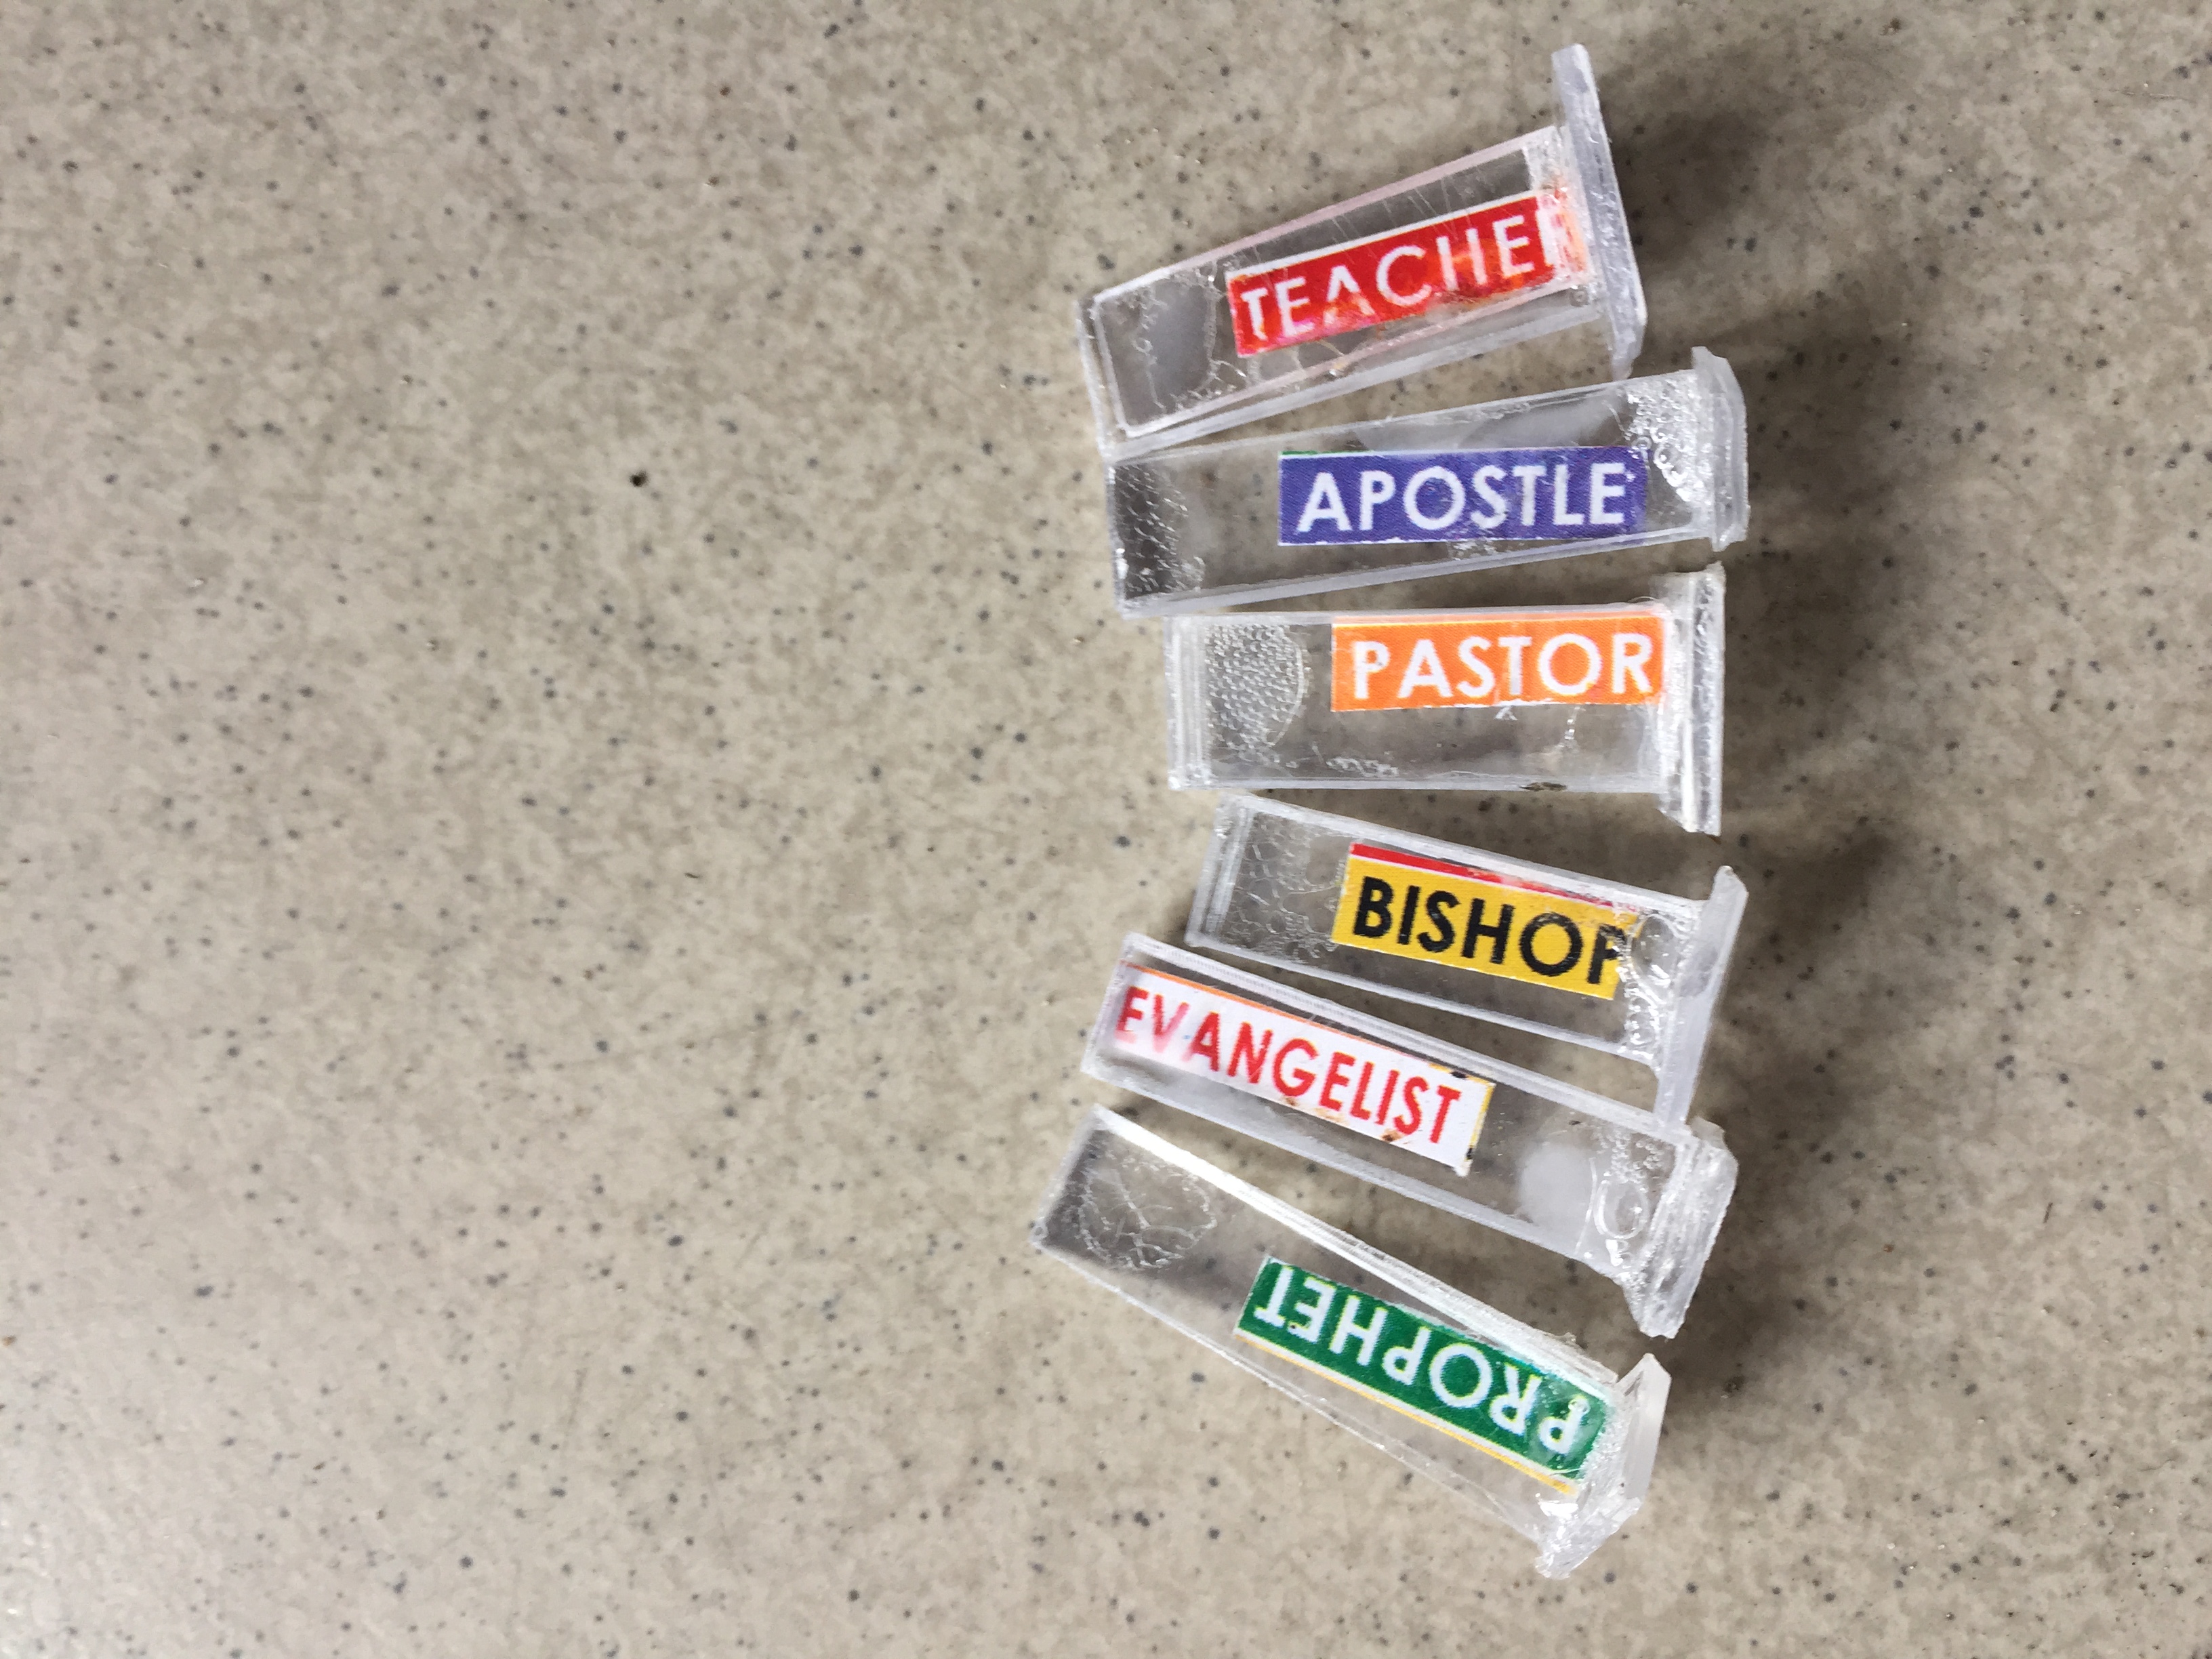 TEACHER
APOSTLE
PASTOR
BISHOP
EVANGELIST
PROPHET